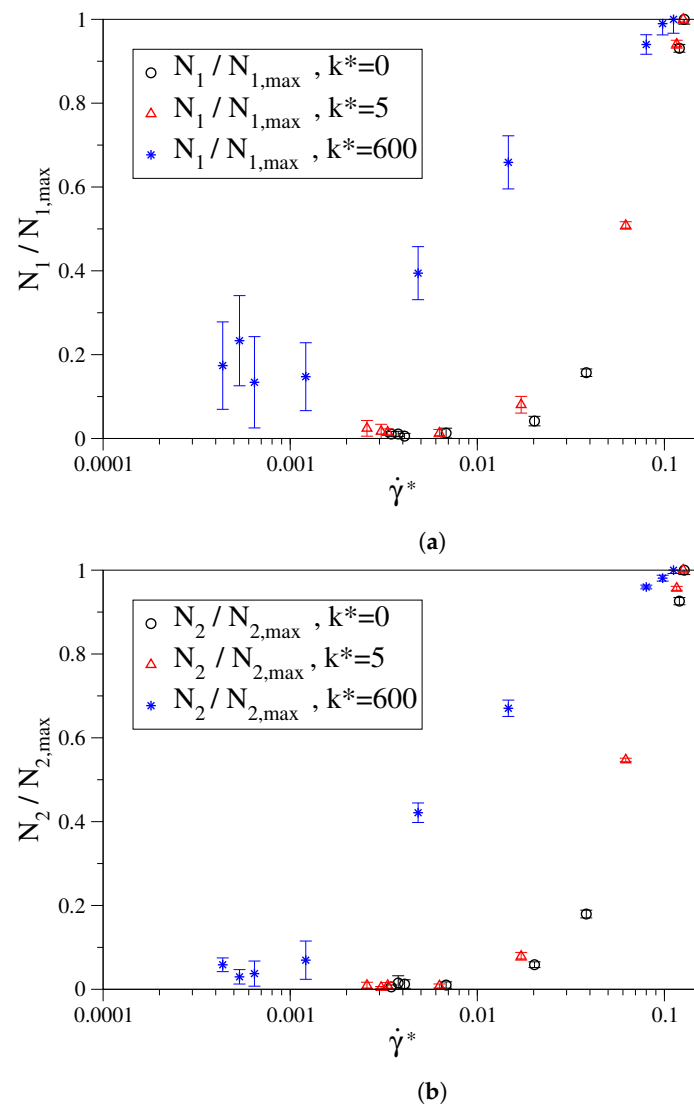 1
0.8
0.6
0.4
0.2
0
N₁ / N₁,max
N₁ / N₁,max , k*=0
N₁ / N₁,max , k*=5
N₁ / N₁,max , k*=600
0.0001 0.001 0.01 0.1
γ̇*
(a)
1
0.8
0.6
0.4
0.2
0
N₂ / N₂,max
N₂ / N₂,max , k*=0
N₂ / N₂,max , k*=5
N₂ / N₂,max , k*=600
0.0001 0.001 0.01 0.1
γ̇*
(b)